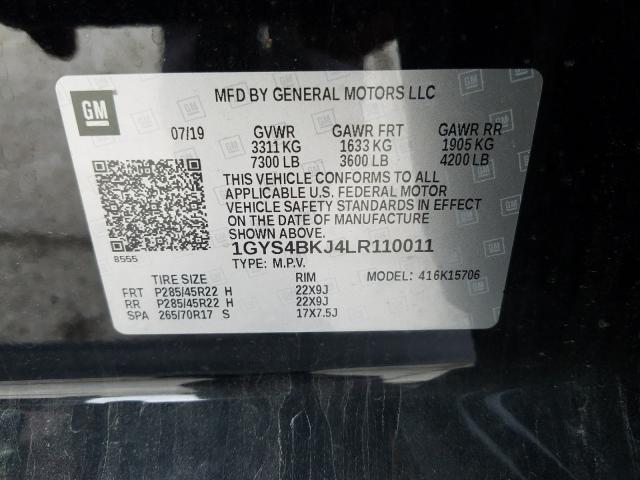 GM
MFD BY GENERAL MOTORS LLC
07/19 GVWR GAWR FRT GAWR RR
3311 KG 1633 KG 1905 KG
7300 LB 3600 LB 4200 LB
THIS VEHICLE CONFORMS TO ALL
APPLICABLE U.S. FEDERAL MOTOR
VEHICLE SAFETY STANDARDS IN EFFECT
ON THE DATE OF MANUFACTURE
SHOWN ABOVE.
8555
1GYS4BKJ4LR110011
TYPE: M.P.V. MODEL: 416K15706
TIRE SIZE RIM
FRT P285/45R22 H 22X9J
RR P285/45R22 H 22X9J
SPA 265/70R17 S 17X7.5J